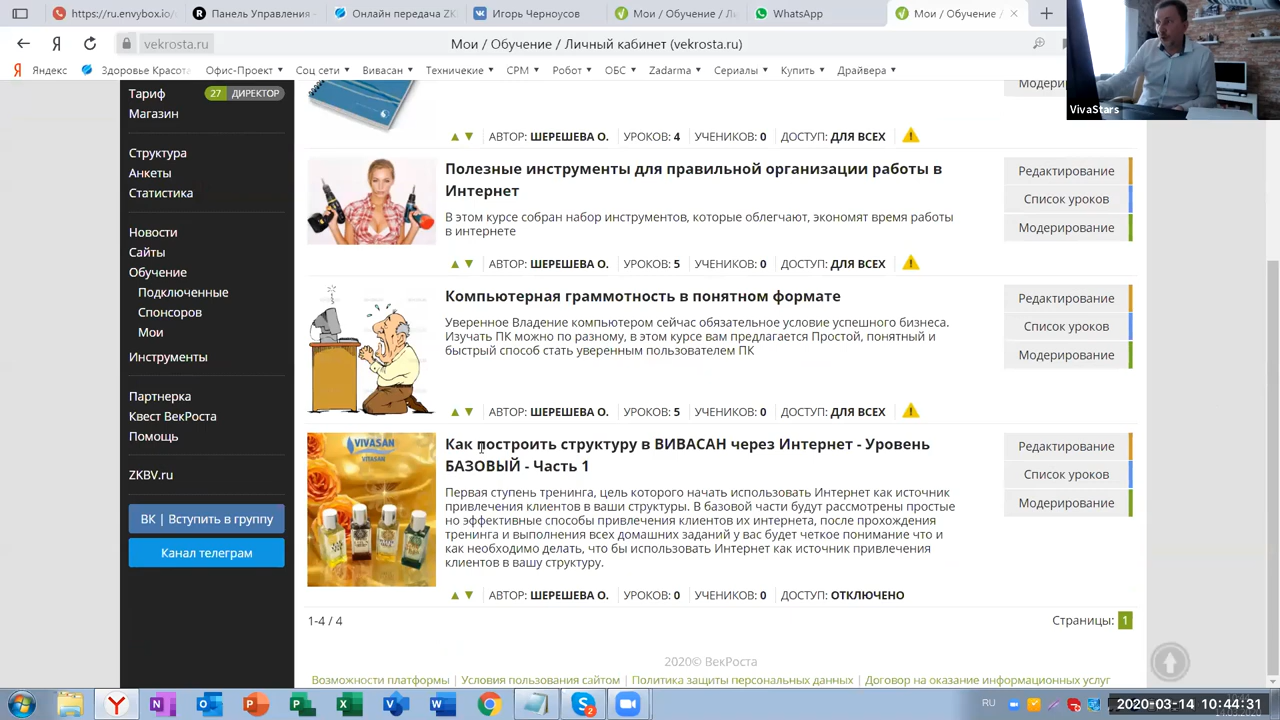 https://ru.envybox.io/
Панель Управления
Онлайн передача ZK
Игорь Черноусов
Мои / Обучение / Л
WhatsApp
Мои / Обучение /
vekrosta.ru
Мои / Обучение / Личный кабинет (vekrosta.ru)
Яндекс
Здоровье Красота
Офис-Проект
Соц сети
Вивасан
Техничекие
СРМ
Робот
ОБС
Zadarma
Сериалы
Купить
Драйвера
VivaStars
Тариф
27 ДИРЕКТОР
Магазин
Структура
Анкеты
Статистика
Новости
Сайты
Обучение
Подключенные
Спонсоров
Мои
Инструменты
Партнерка
Квест ВекРоста
Помощь
ZKBV.ru
ВК | Вступить в группу
Канал телеграм
АВТОР: ШЕРЕШЕВА О. УРОКОВ: 4 УЧЕНИКОВ: 0 ДОСТУП: ДЛЯ ВСЕХ
Полезные инструменты для правильной организации работы в
Интернет
В этом курсе собран набор инструментов, которые облегчают, экономят время работы
в интернете
Редактирование
Список уроков
Модерирование
АВТОР: ШЕРЕШЕВА О. УРОКОВ: 5 УЧЕНИКОВ: 0 ДОСТУП: ДЛЯ ВСЕХ
Компьютерная граммотность в понятном формате
Уверенное Владение компьютером сейчас обязательное условие успешного бизнеса.
Изучать ПК можно по разному, в этом курсе вам предлагается Простой, понятный и
быстрый способ стать уверенным пользователем ПК
Редактирование
Список уроков
Модерирование
АВТОР: ШЕРЕШЕВА О. УРОКОВ: 5 УЧЕНИКОВ: 0 ДОСТУП: ДЛЯ ВСЕХ
VIVASAN
VITASAN
Как построить структуру в ВИВАСАН через Интернет - Уровень
БАЗОВЫЙ - Часть 1
Первая ступень тренинга, цель которого начать использовать Интернет как источник
привлечения клиентов в ваши структуры. В базовой части будут рассмотрены простые
но эффективные способы привлечения клиентов их интернета, после прохождения
тренинга и выполнения всех домашних заданий у вас будет четкое понимание что и
как необходимо делать, что бы использовать Интернет как источник привлечения
клиентов в вашу структуру.
Редактирование
Список уроков
Модерирование
АВТОР: ШЕРЕШЕВА О. УРОКОВ: 0 УЧЕНИКОВ: 0 ДОСТУП: ОТКЛЮЧЕНО
1-4 / 4
Страницы: 1
2020© ВекРоста
Возможности платформы | Условия пользования сайтом | Политика защиты персональных данных | Договор на оказание информационных услуг
RU
2020-03-14 10:44:31